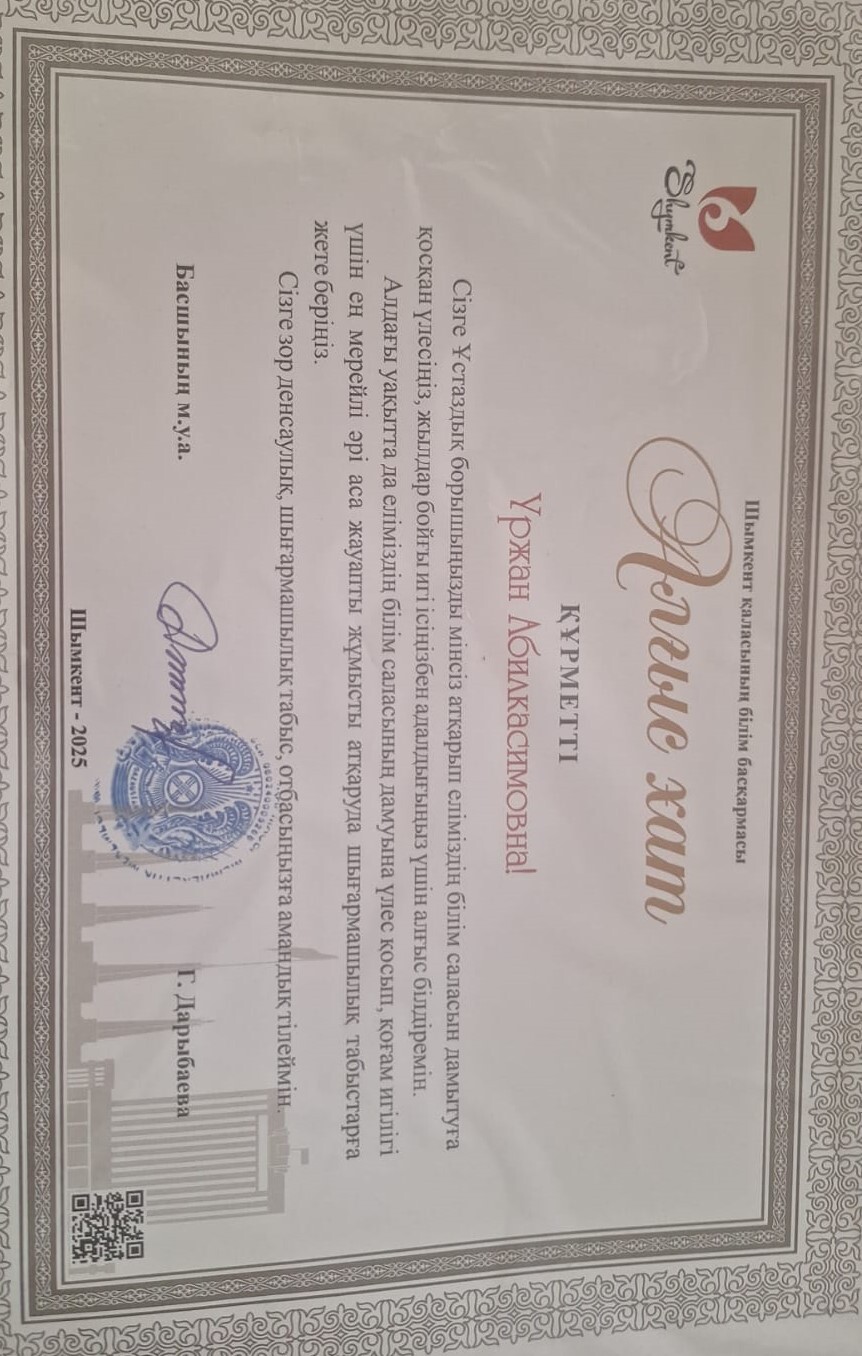 Шымкент қаласының білім басқармасы
Shymkent
Алғыс хат
ҚҰРМЕТТІ
Ұржан Абилкасимовна!
Сізге Ұстаздық борышыңызды мінсіз атқарып еліміздің білім саласын дамытуға
қосқан үлесіңіз, жылдар бойғы игі ісіңізбен адалдығыңыз үшін алғыс білдіремін.
Алдағы уақытта да еліміздің білім саласының дамуына үлес қосып, қоғам игілігі
үшін ең мерейлі әрі аса жауапты жұмысты атқаруда шығармашылық табыстарға
жете беріңіз.
Сізге зор денсаулық, шығармашылық табыс, отбасыңызға амандық тілеймін.
Басшының м.у.а.
Г. Дарыбаева
Шымкент - 2025